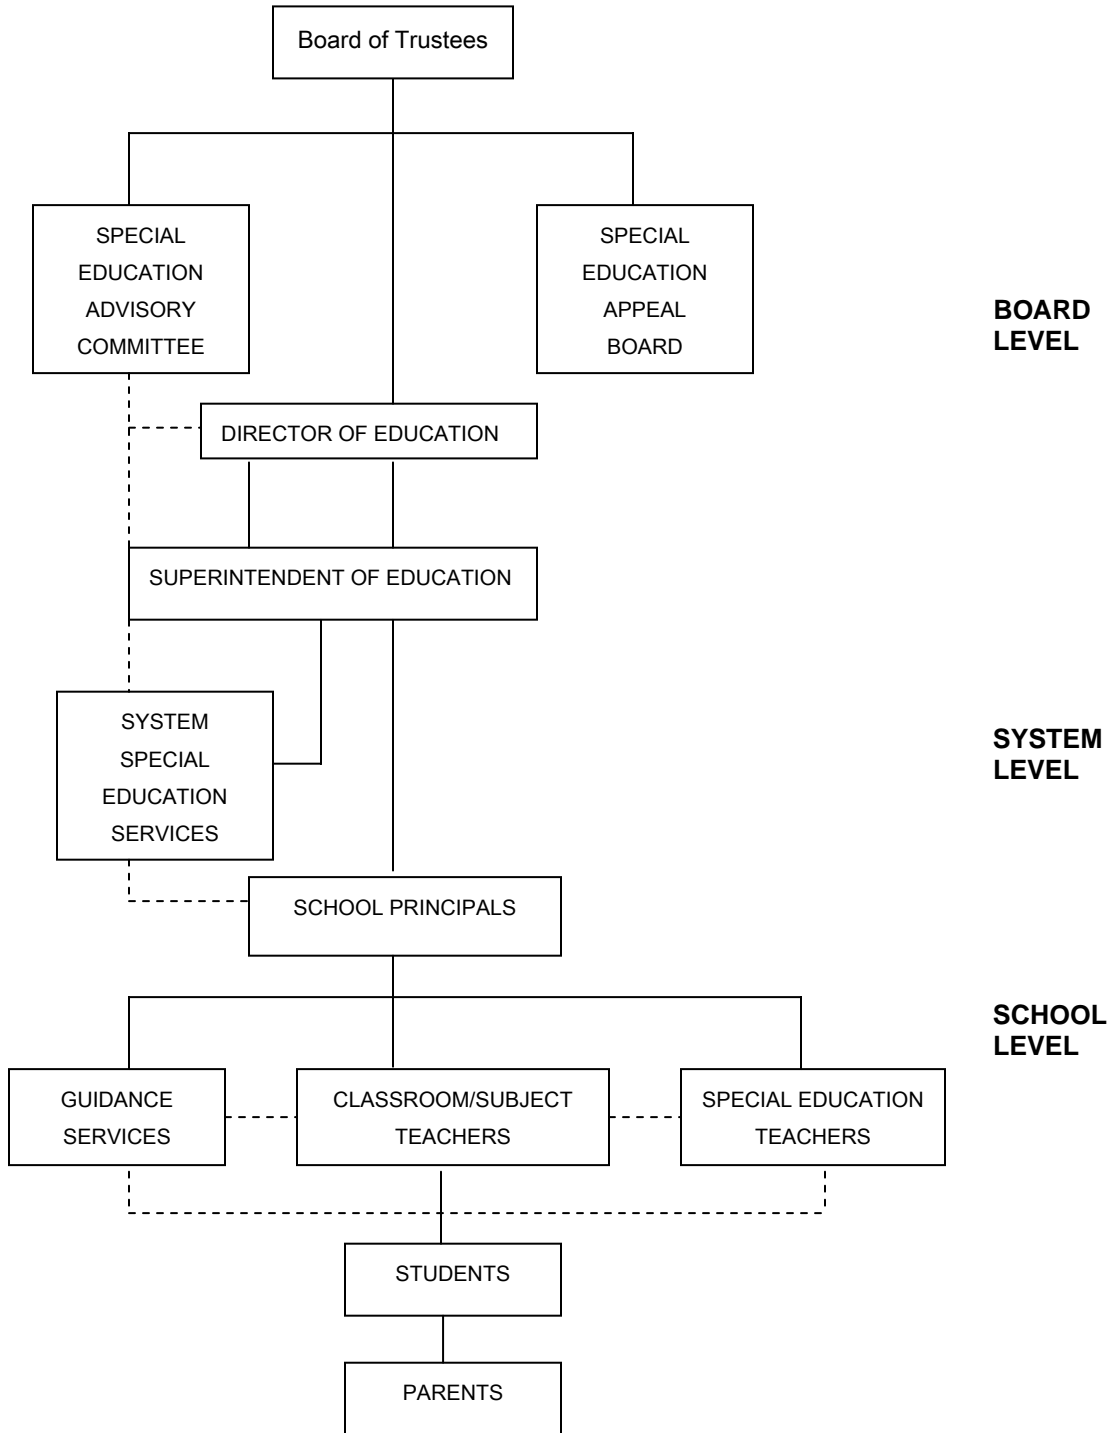 Board of Trustees
SPECIAL
EDUCATION
ADVISORY
COMMITTEE
SPECIAL
EDUCATION
APPEAL
BOARD
BOARD
LEVEL
DIRECTOR OF EDUCATION
SUPERINTENDENT OF EDUCATION
SYSTEM
SPECIAL
EDUCATION
SERVICES
SYSTEM
LEVEL
SCHOOL PRINCIPALS
SCHOOL
LEVEL
GUIDANCE
SERVICES
CLASSROOM/SUBJECT
TEACHERS
SPECIAL EDUCATION
TEACHERS
STUDENTS
PARENTS